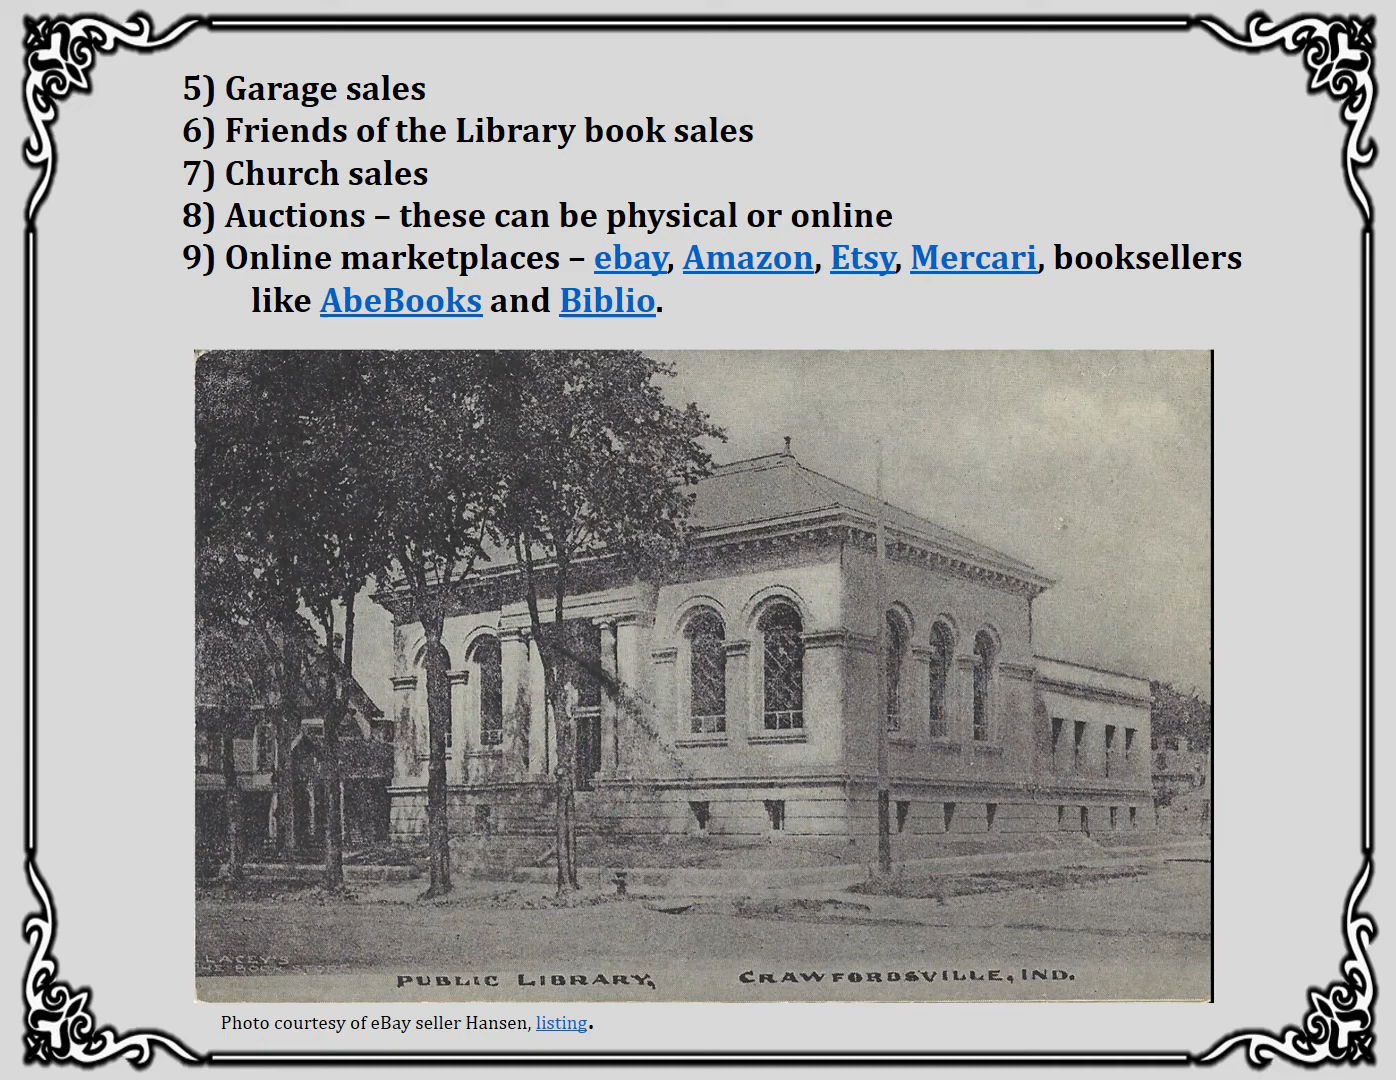 5) Garage sales
6) Friends of the Library book sales
7) Church sales
8) Auctions – these can be physical or online
9) Online marketplaces – ebay, Amazon, Etsy, Mercari, booksellers
like AbeBooks and Biblio.
LACEY'S
PUBLIC LIBRARY, CRAWFORDSVILLE, IND.
Photo courtesy of eBay seller Hansen, listing.